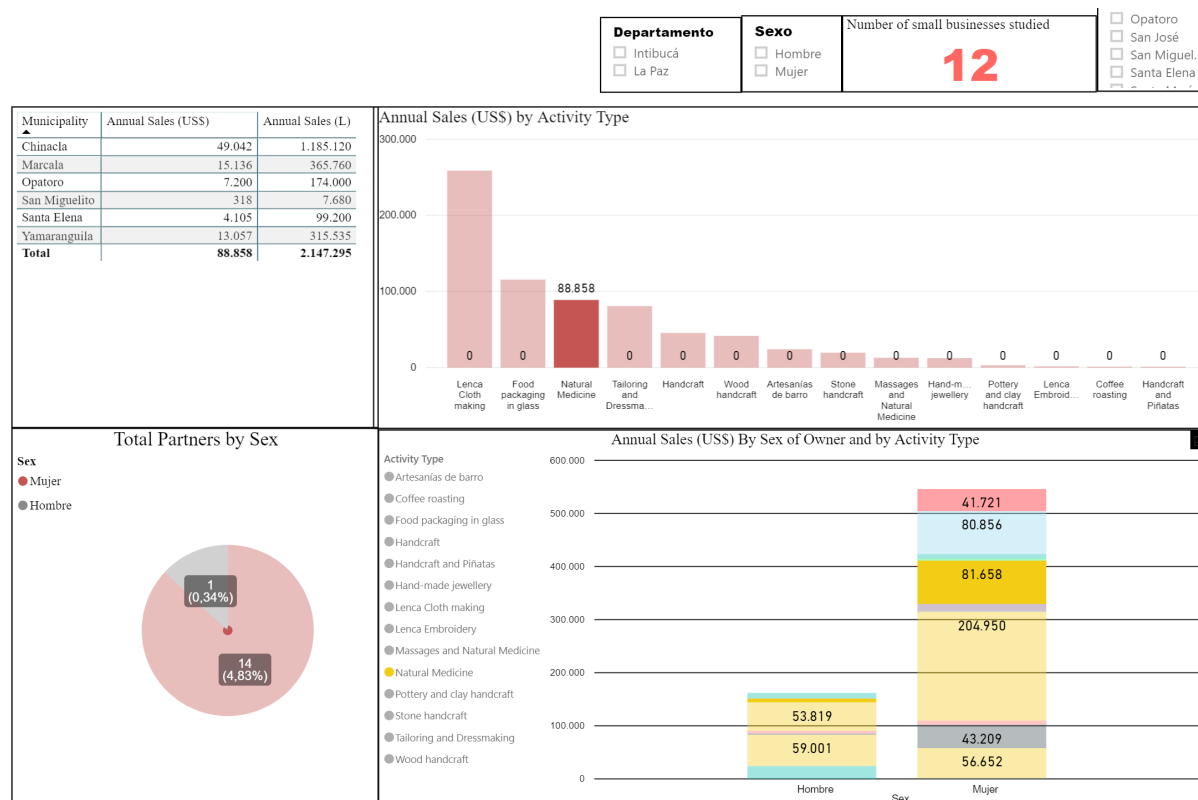 Departamento
Intibucá
La Paz
Sexo
Hombre
Mujer
Number of small businesses studied
12
Opatoro
San José
San Miguel...
Santa Elena
Municipality Annual Sales (US$) Annual Sales (L)
Chinacla 49.042 1.185.120
Marcala 15.136 365.760
Opatoro 7.200 174.000
San Miguelito 318 7.680
Santa Elena 4.105 99.200
Yamaranguila 13.057 315.535
Total 88.858 2.147.295
Annual Sales (US$) by Activity Type
300.000
200.000
100.000
0
88.858
0 0 0 0 0 0 0 0 0 0 0 0 0
Lenca
Cloth
making
Food
packaging
in glass
Natural
Medicine
Tailoring
and
Dressma...
Handcraft
Wood
handcraft
Artesanías
de barro
Stone
handcraft
Massages
and
Natural
Medicine
Hand-m...
jewellery
Pottery
and clay
handcraft
Lenca
Embroid...
Coffee
roasting
Handcraft
and
Piñatas
Total Partners by Sex
Sex
Mujer
Hombre
1
(0,34%)
14
(4,83%)
Annual Sales (US$) By Sex of Owner and by Activity Type
Activity Type
Artesanías de barro
Coffee roasting
Food packaging in glass
Handcraft
Handcraft and Piñatas
Hand-made jewellery
Lenca Cloth making
Lenca Embroidery
Massages and Natural Medicine
Natural Medicine
Pottery and clay handcraft
Stone handcraft
Tailoring and Dressmaking
Wood handcraft
600.000
500.000
400.000
300.000
200.000
100.000
0
53.819
59.001
41.721
80.856
81.658
204.950
43.209
56.652
Hombre
Mujer
Sex